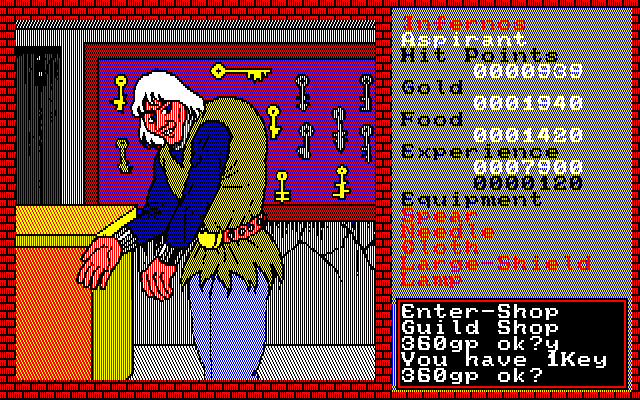 Infernos
Aspirant
Hit Points
0000939
Gold
0001940
Food
0001420
Experience
0007900
0000120
Equipment
Spear
Needle
Cloth
Large-Shield
Lamp
Enter-Shop
Guild Shop
360gp ok?y
You have 1Key
360gp ok?